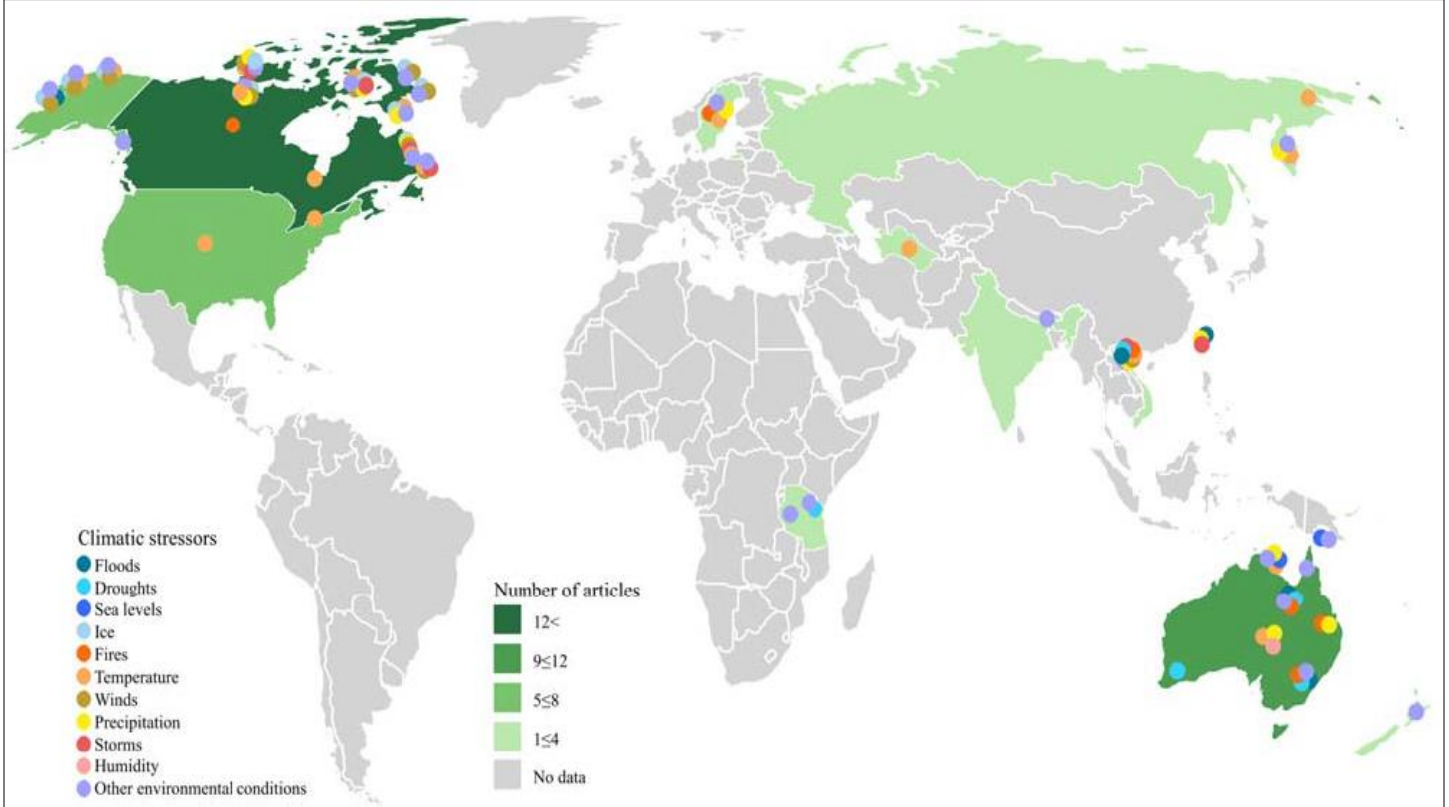 Climatic stressors
Floods
Droughts
Sea levels
Ice
Fires
Temperature
Winds
Precipitation
Storms
Humidity
Other environmental conditions
Number of articles
12<
9≤12
5≤8
1≤4
No data